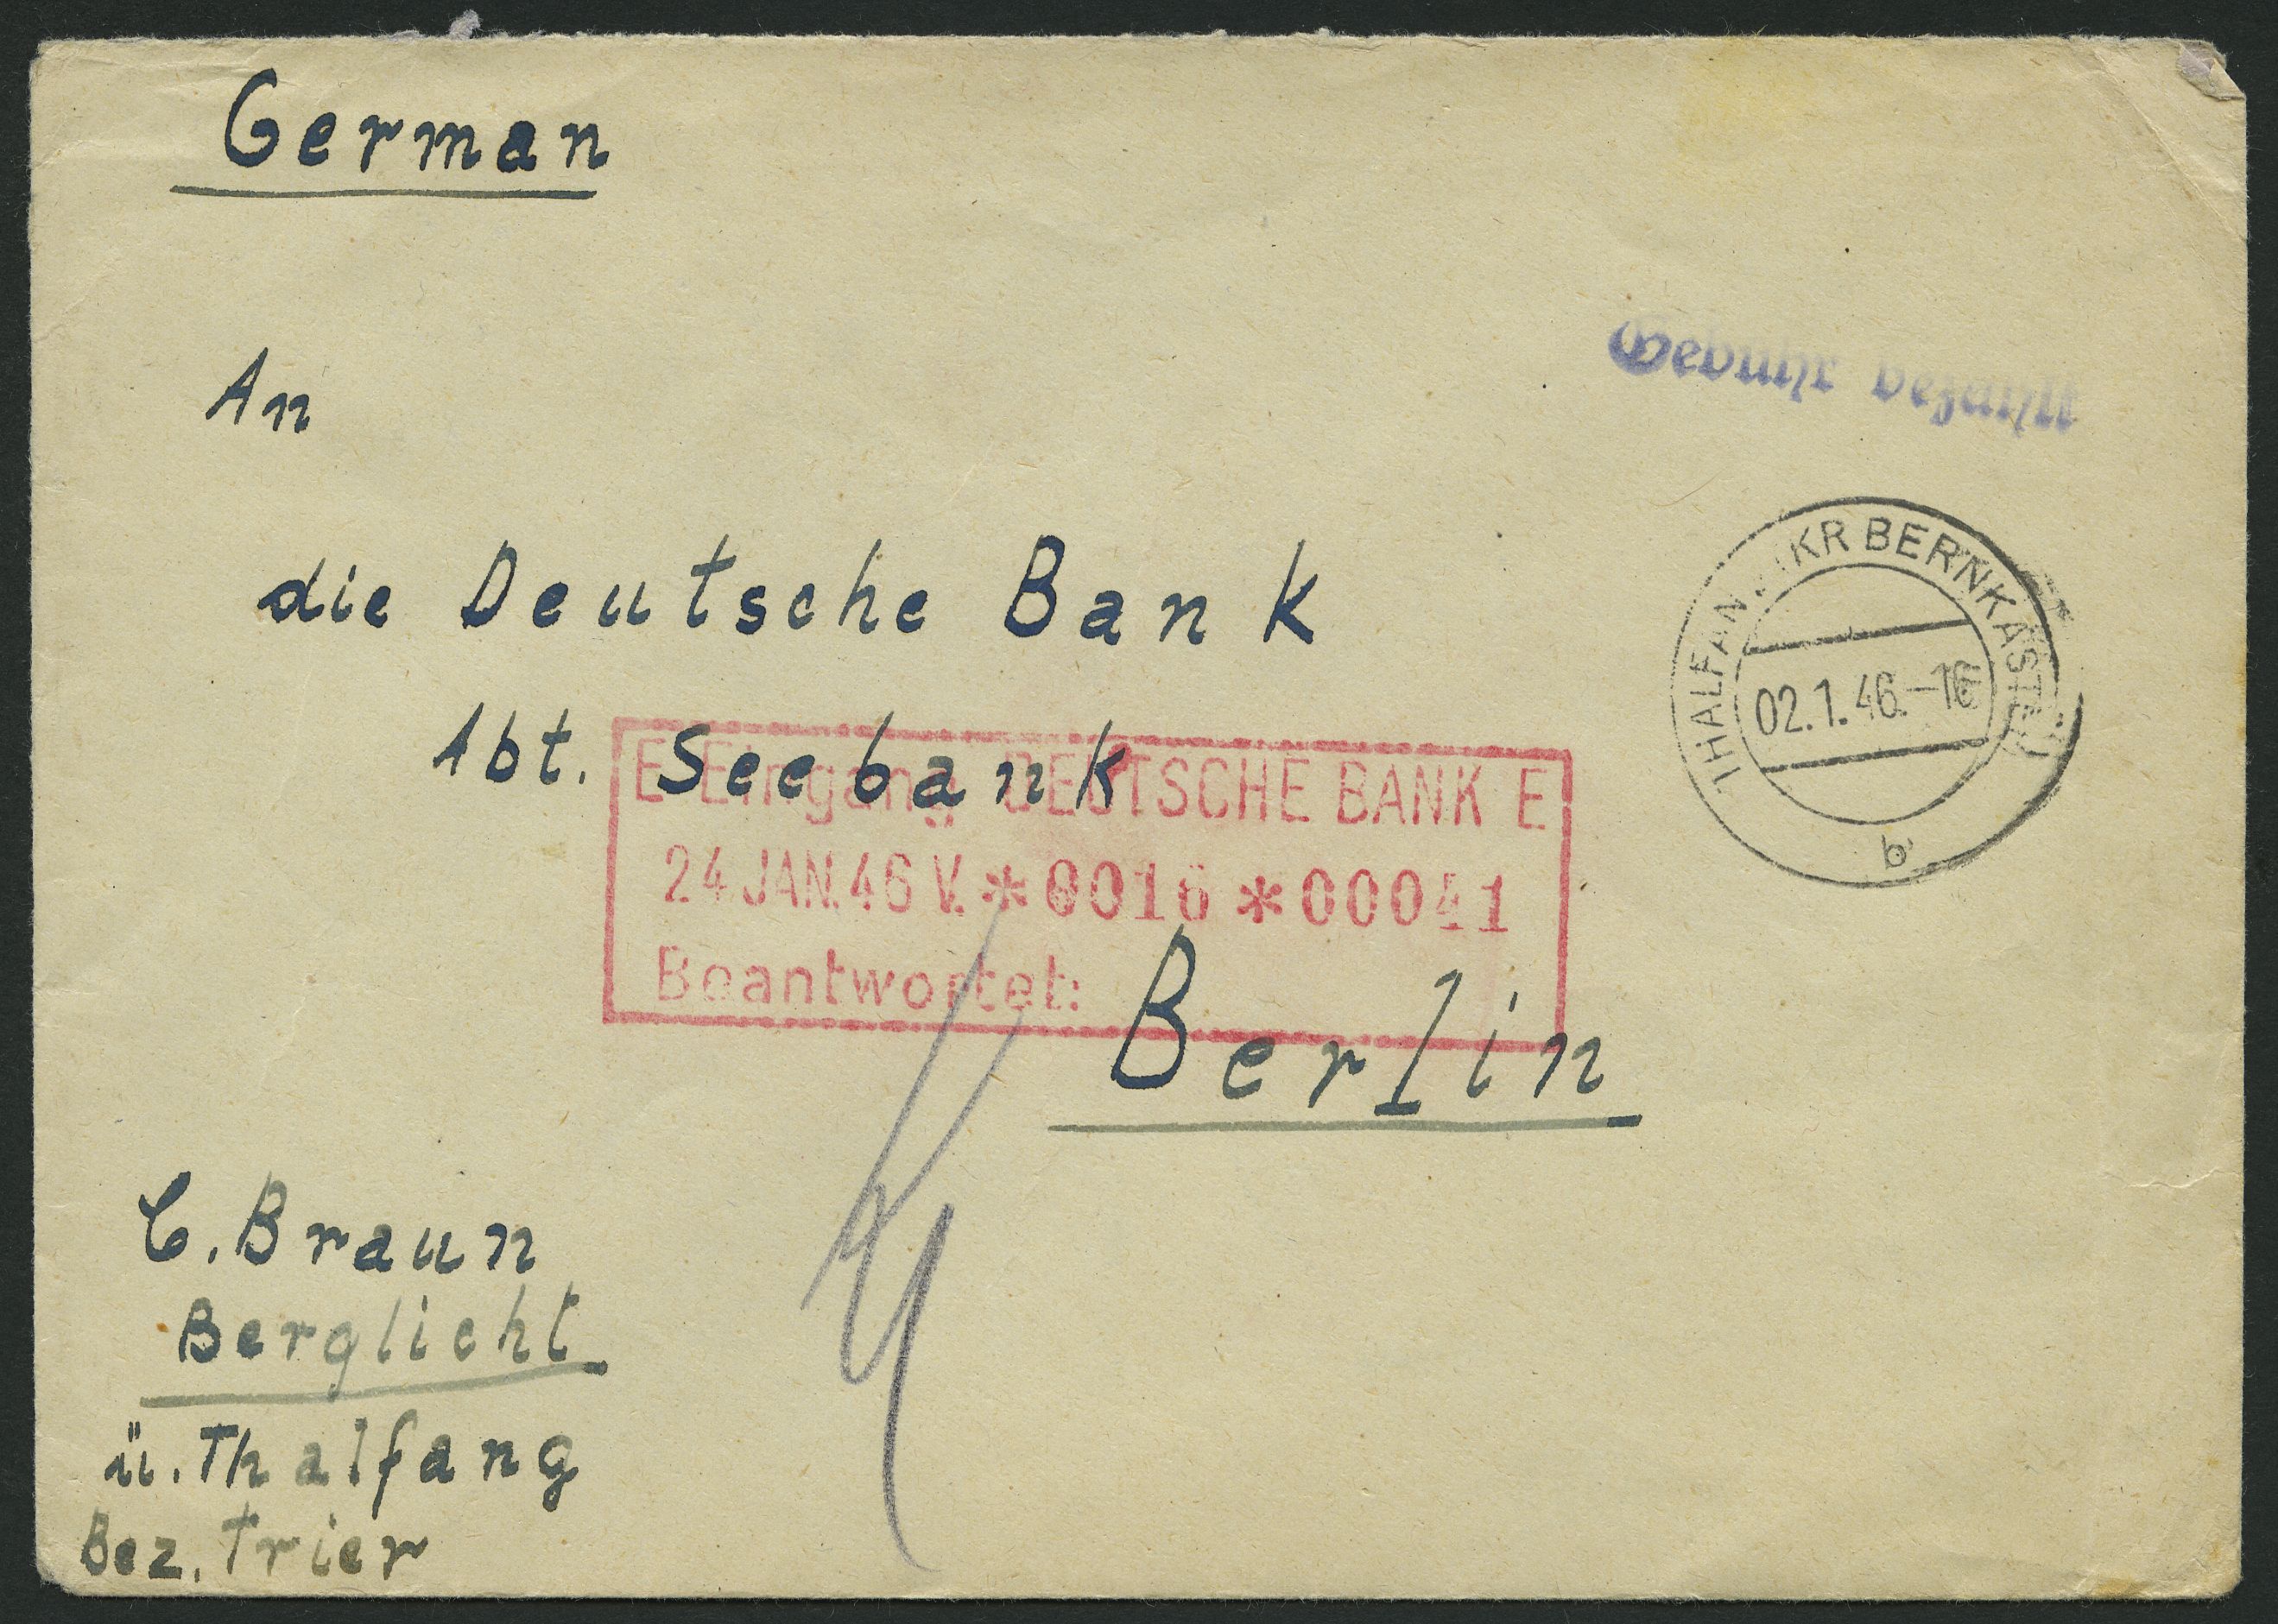 German
Gebühr bezahlt
An
die Deutsche Bank
THALFANG KR BERNKASTEL
02.1.46.-16
b
Abt. Seebank
E Eingang DEUTSCHE BANK E
24 JAN. 46 V. * 0016 * 00041
Beantwortet:
Berlin
C. Braun
Berglicht
ü. Thalfang
Bez. Trier